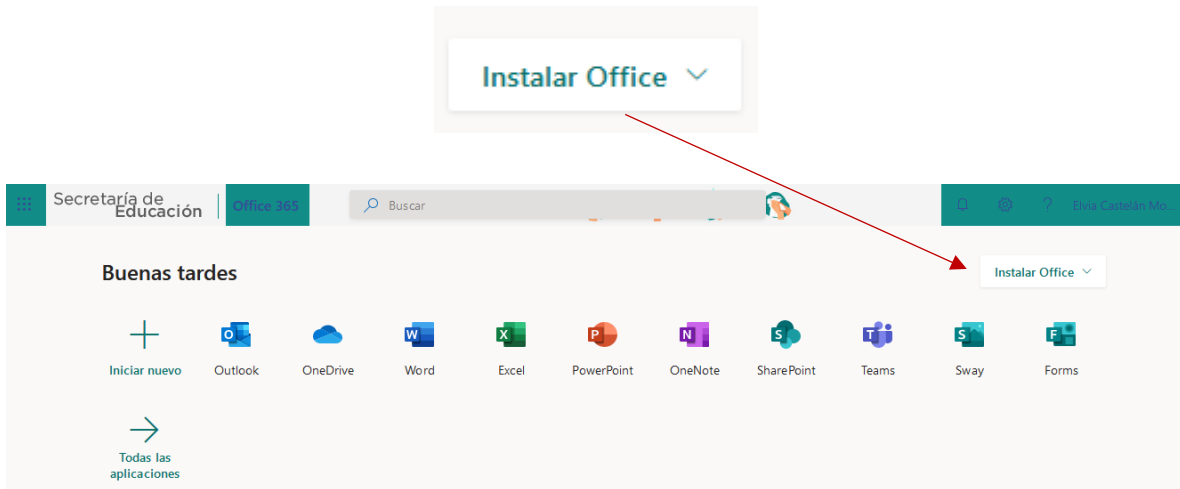 Instalar Office
Secretaría de
Educación
Office 365
Buscar
Elvia Castelán Mo...
Buenas tardes
Instalar Office
Iniciar nuevo
Outlook
OneDrive
Word
Excel
PowerPoint
OneNote
SharePoint
Teams
Sway
Forms
Todas las
aplicaciones